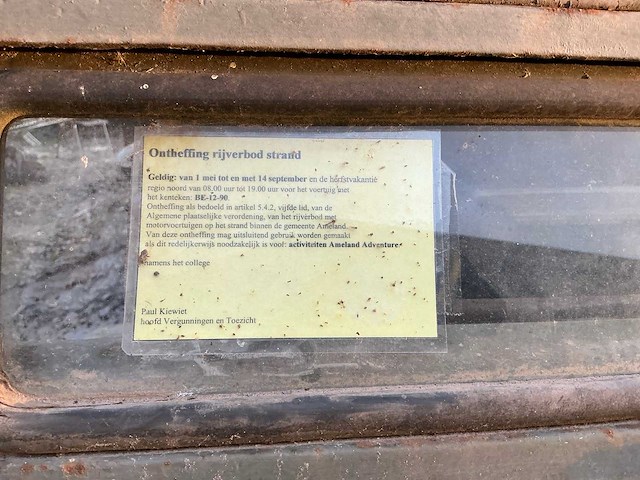 Ontheffing rijverbod strand
Geldig: van 1 mei tot en met 14 september en de herfstvakantie
regio noord van 08.00 uur tot 19.00 uur voor het voertuig met
het kenteken: BE-12-90.
Ontheffing als bedoeld in artikel 5.4.2, vijfde lid, van de
Algemene plaatselijke verordening, van het rijverbod met
motorvoertuigen op het strand binnen de gemeente Ameland.
Van deze ontheffing mag uitsluitend gebruik worden gemaakt
als dit redelijkerwijs noodzakelijk is voor: activiteiten Ameland Adventure.
namens het college
Paul Kiewiet
hoofd Vergunningen en Toezicht